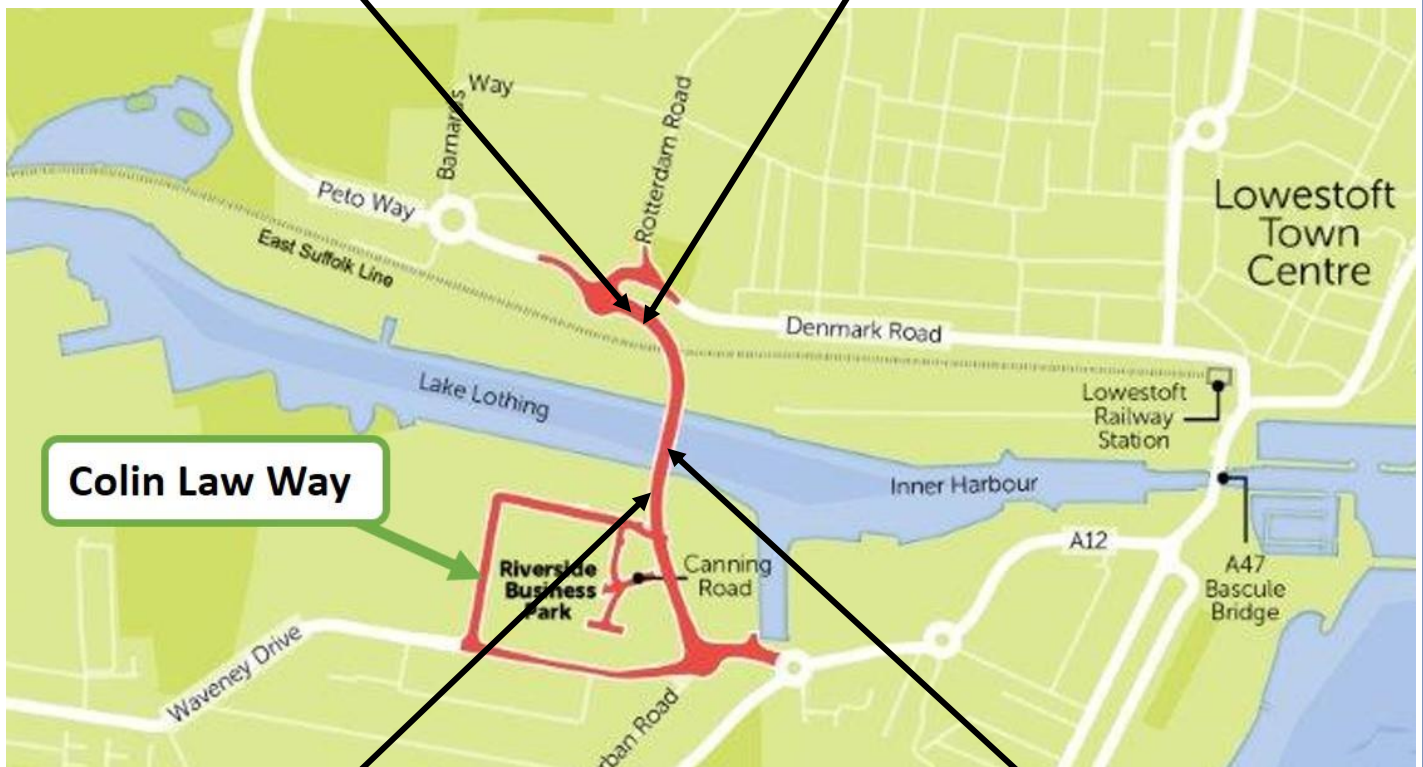 Way
Barnards
Rotterdam Road
Peto Way
Lowestoft
Town
Centre
East Suffolk Line
Denmark Road
Lake Lothing
Lowestoft
Railway
Station
Colin Law Way
Inner Harbour
A12
Riverside
Business
Park
Canning
Road
A47
Bascule
Bridge
Waveney Drive
rban Road